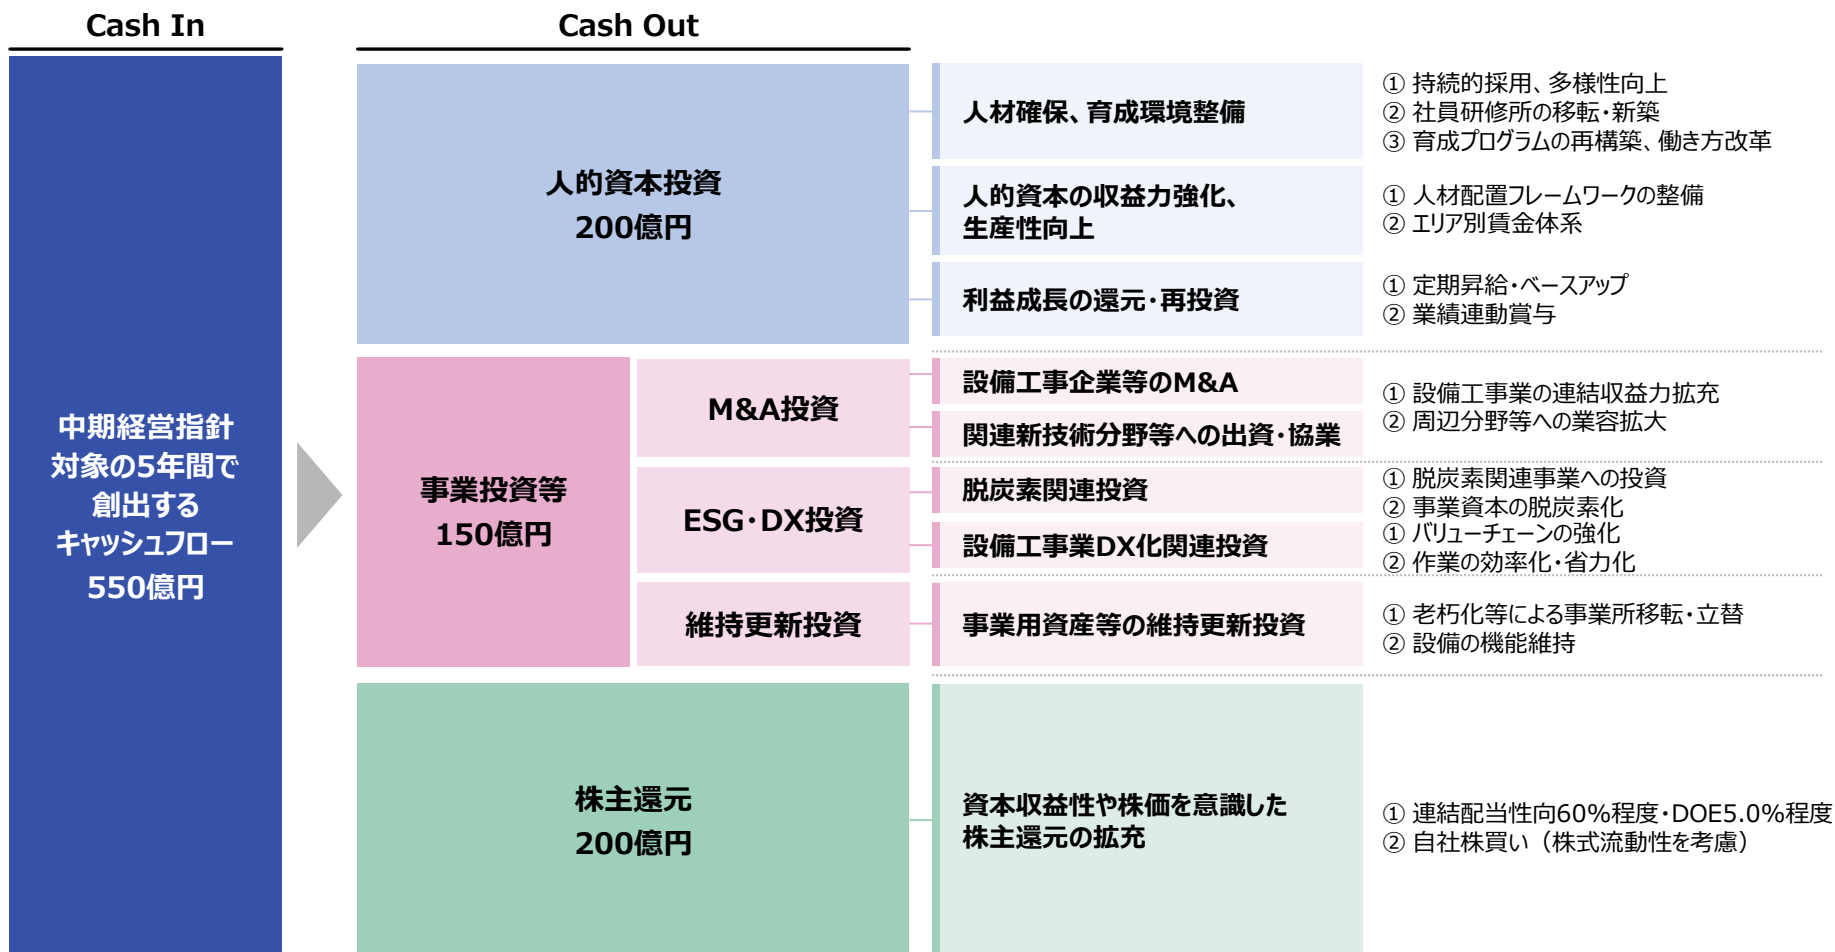 Cash In
Cash Out
中期経営指針
対象の5年間で
創出する
キャッシュフロー
550億円
人的資本投資
200億円
人材確保、育成環境整備
① 持続的採用、多様性向上
② 社員研修所の移転・新築
③ 育成プログラムの再構築、働き方改革
人的資本の収益力強化、
生産性向上
① 人材配置フレームワークの整備
② エリア別賃金体系
利益成長の還元・再投資
① 定期昇給・ベースアップ
② 業績連動賞与
事業投資等
150億円
M&A投資
設備工事企業等のM&A
関連新技術分野等への出資・協業
① 設備工事業の連結収益力拡充
② 周辺分野等への業容拡大
ESG・DX投資
脱炭素関連投資
① 脱炭素関連事業への投資
② 事業資本の脱炭素化
設備工事業DX化関連投資
① バリューチェーンの強化
② 作業の効率化・省力化
維持更新投資
事業用資産等の維持更新投資
① 老朽化等による事業所移転・立替
② 設備の機能維持
株主還元
200億円
資本収益性や株価を意識した
株主還元の拡充
① 連結配当性向60%程度・DOE5.0%程度
② 自社株買い（株式流動性を考慮）